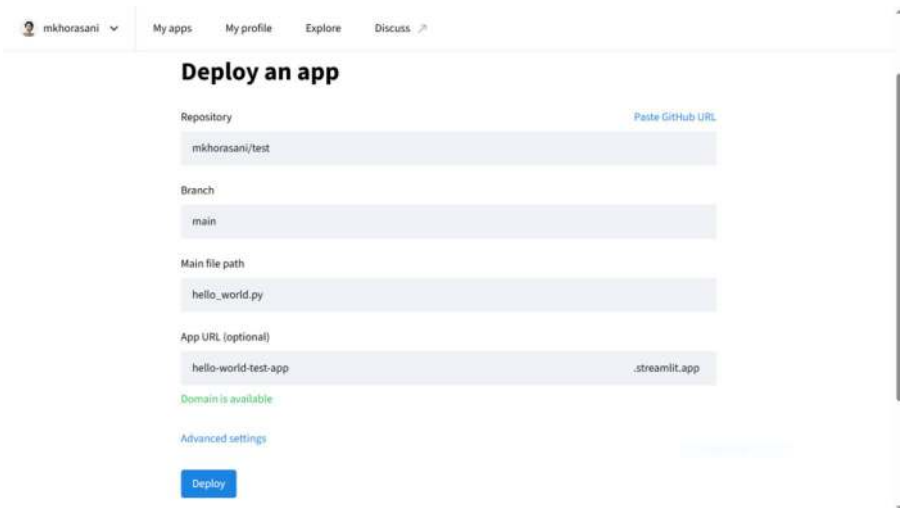 mkhorasani My apps My profile Explore Discuss
Deploy an app
Repository Paste GitHub URL
mkhorasani/test
Branch
main
Main file path
hello_world.py
App URL (optional)
hello-world-test-app .streamlit.app
Domain is available
Advanced settings
Deploy